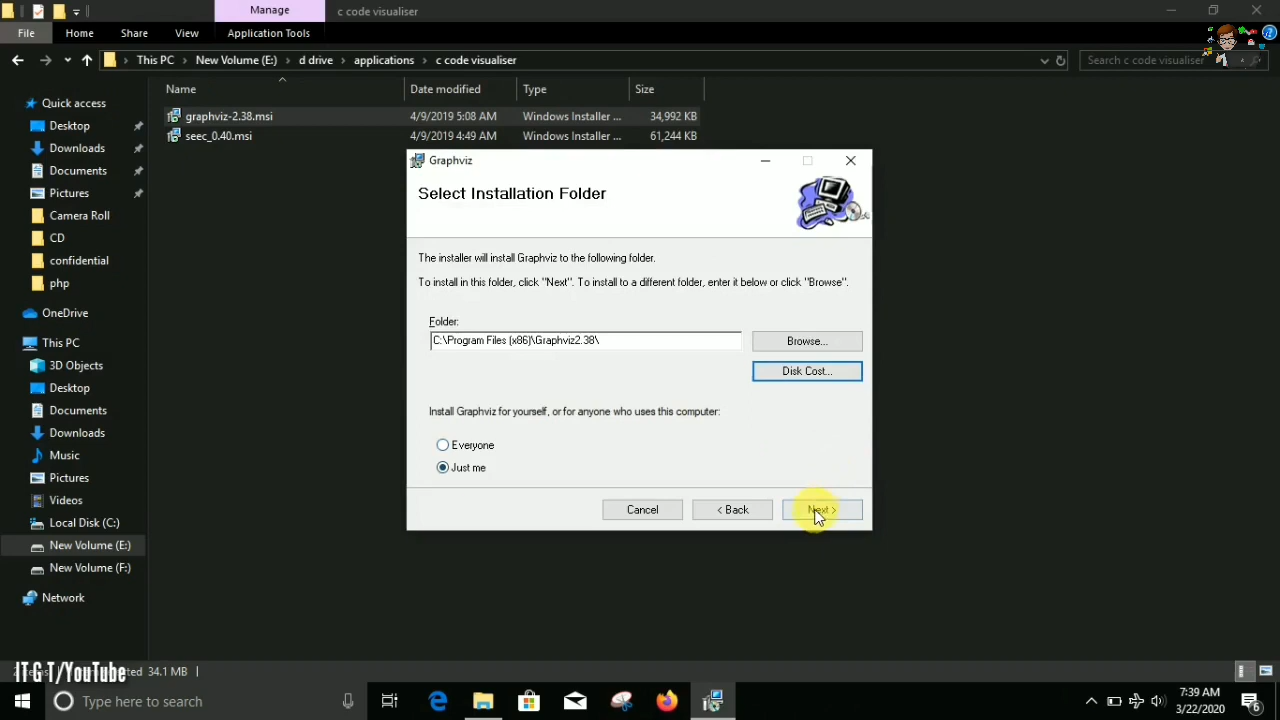 Manage
c code visualiser
File
Home
Share
View
Application Tools
This PC
New Volume (E:)
d drive
applications
c code visualiser
Search c code visualiser
Name
Date modified
Type
Size
graphviz-2.38.msi
4/9/2019 5:08 AM
Windows Installer ...
34,992 KB
seec_0.40.msi
4/9/2019 4:49 AM
Windows Installer ...
61,244 KB
Quick access
Desktop
Downloads
Documents
Pictures
Camera Roll
CD
confidential
php
OneDrive
This PC
3D Objects
Desktop
Documents
Downloads
Music
Pictures
Videos
Local Disk (C:)
New Volume (E:)
New Volume (F:)
Network
Graphviz
Select Installation Folder
The installer will install Graphviz to the following folder.
To install in this folder, click "Next". To install to a different folder, enter it below or click "Browse".
Folder:
C:\Program Files (x86)\Graphviz2.38\
Browse...
Disk Cost...
Install Graphviz for yourself, or for anyone who uses this computer:
Everyone
Just me
Cancel
< Back
Next >
IT G T/YouTube
34.1 MB
Type here to search
7:39 AM
3/22/2020
6